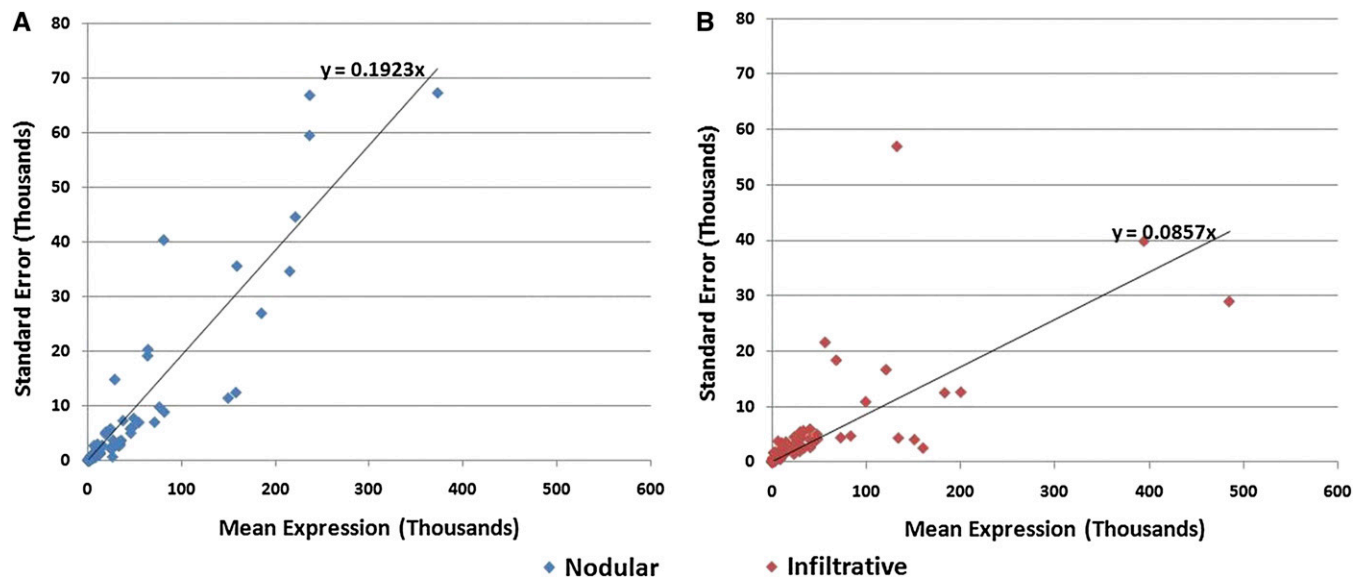 A
80
70
60
50
40
30
20
10
0
Standard Error (Thousands)
y = 0.1923x
0 100 200 300 400 500 600
Mean Expression (Thousands)
Nodular
B
80
70
60
50
40
30
20
10
0
Standard Error (Thousands)
y = 0.0857x
0 100 200 300 400 500 600
Mean Expression (Thousands)
Infiltrative